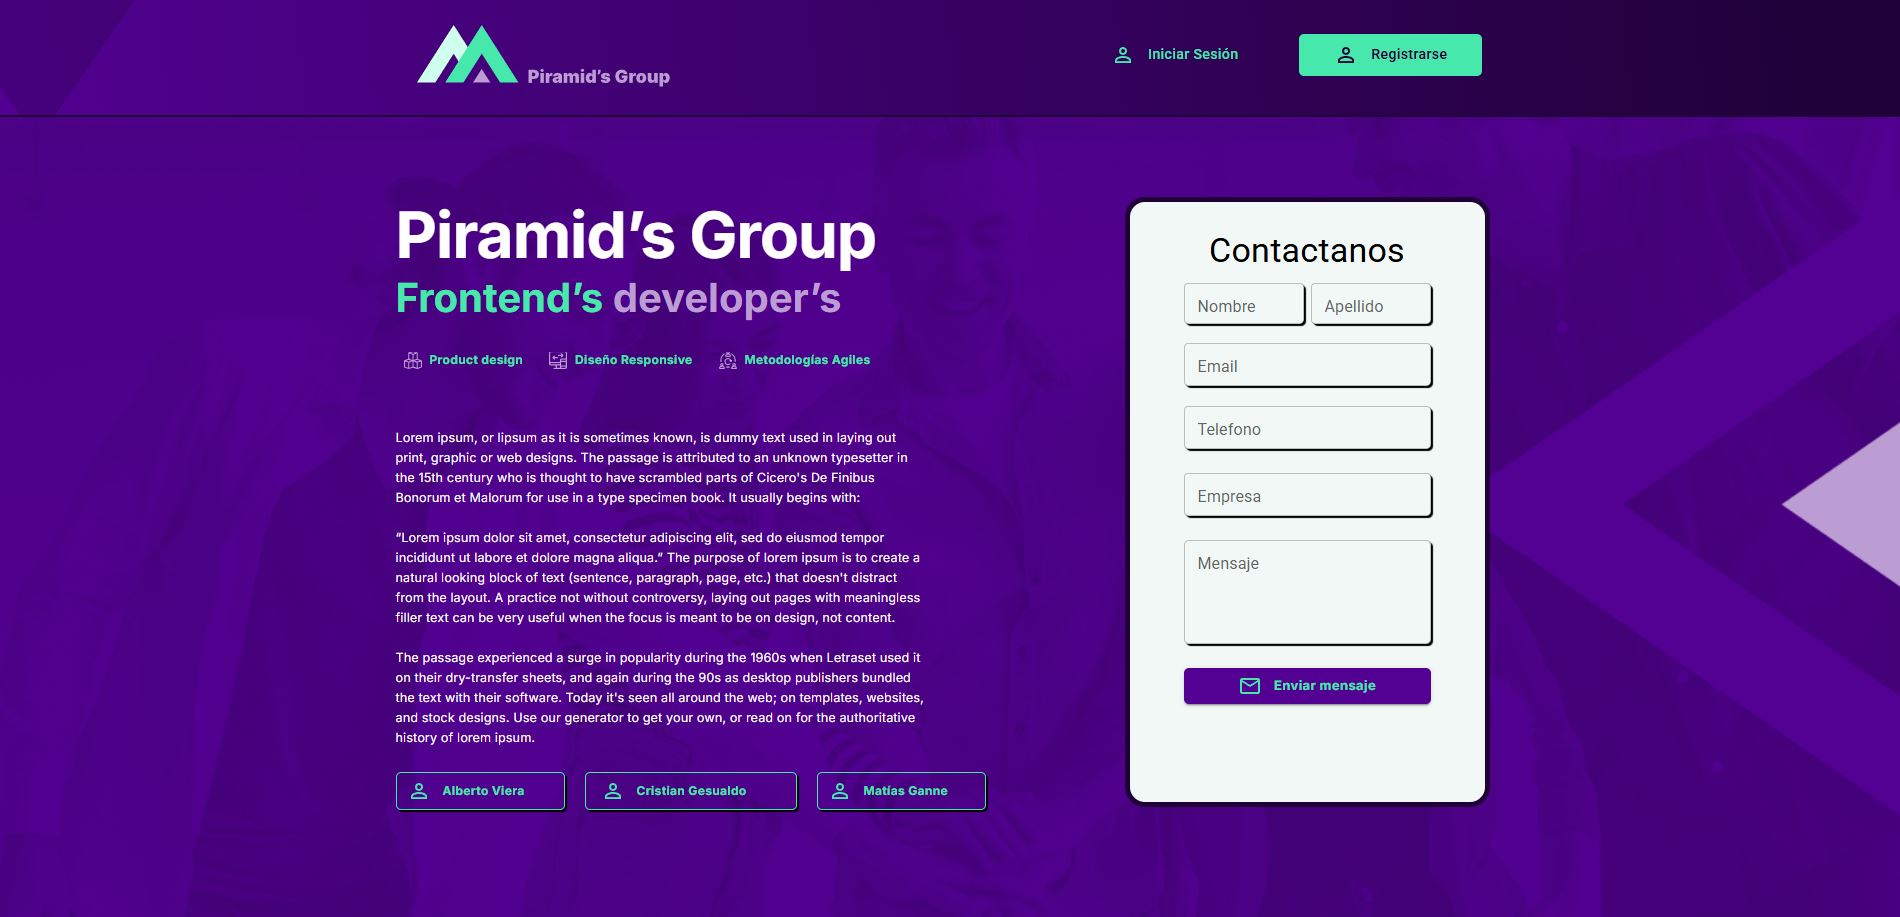 Piramid’s Group
Iniciar Sesión
Registrarse
Piramid’s Group
Frontend’s developer’s
Product design
Diseño Responsive
Metodologías Agiles
Lorem ipsum, or lipsum as it is sometimes known, is dummy text used in laying out
print, graphic or web designs. The passage is attributed to an unknown typesetter in
the 15th century who is thought to have scrambled parts of Cicero's De Finibus
Bonorum et Malorum for use in a type specimen book. It usually begins with:
“Lorem ipsum dolor sit amet, consectetur adipiscing elit, sed do eiusmod tempor
incididunt ut labore et dolore magna aliqua.” The purpose of lorem ipsum is to create a
natural looking block of text (sentence, paragraph, page, etc.) that doesn't distract
from the layout. A practice not without controversy, laying out pages with meaningless
filler text can be very useful when the focus is meant to be on design, not content.
The passage experienced a surge in popularity during the 1960s when Letraset used it
on their dry-transfer sheets, and again during the 90s as desktop publishers bundled
the text with their software. Today it's seen all around the web; on templates, websites,
and stock designs. Use our generator to get your own, or read on for the authoritative
history of lorem ipsum.
Alberto Viera
Cristian Gesualdo
Matías Ganne
Contactanos
Nombre
Apellido
Email
Telefono
Empresa
Mensaje
Enviar mensaje